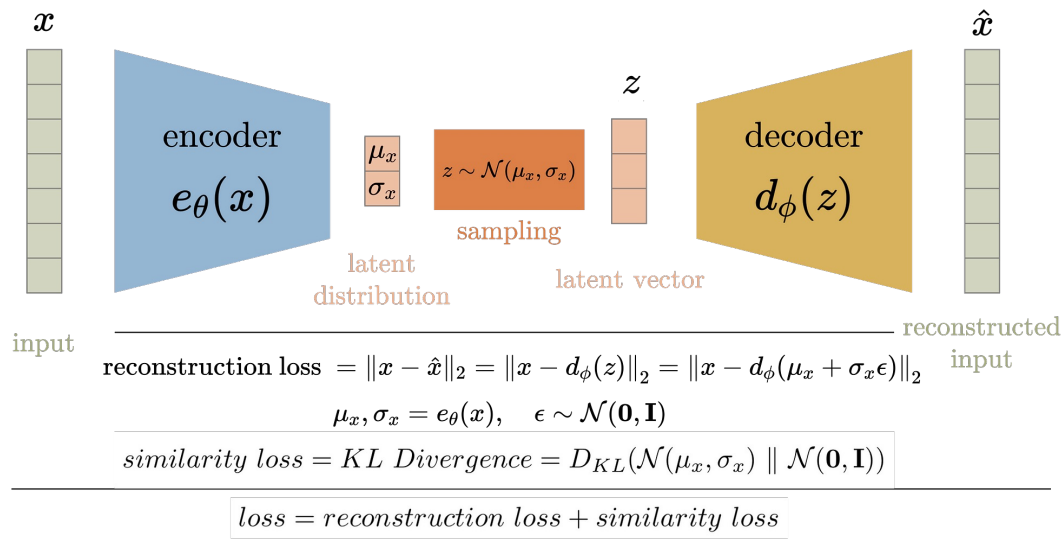 x
x̂
z
encoder
e_θ(x)
μ_x
σ_x
z ∼ 𝒩(μ_x, σ_x)
sampling
decoder
d_ϕ(z)
latent
distribution
latent vector
input
reconstructed
input
reconstruction loss = ‖x − x̂‖₂ = ‖x − d_ϕ(z)‖₂ = ‖x − d_ϕ(μ_x + σ_xϵ)‖₂
μ_x, σ_x = e_θ(x), ϵ ∼ 𝒩(𝟎, 𝐈)
similarity loss = KL Divergence = D_{KL}(𝒩(μ_x, σ_x) ∥ 𝒩(𝟎, 𝐈))
loss = reconstruction loss + similarity loss